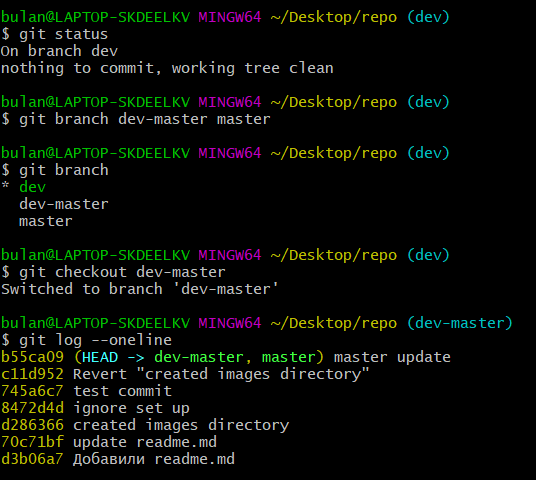 bulan@LAPTOP-SKDEELKV MINGW64 ~/Desktop/repo (dev)
$ git status
On branch dev
nothing to commit, working tree clean
bulan@LAPTOP-SKDEELKV MINGW64 ~/Desktop/repo (dev)
$ git branch dev-master master
bulan@LAPTOP-SKDEELKV MINGW64 ~/Desktop/repo (dev)
$ git branch
* dev
dev-master
master
bulan@LAPTOP-SKDEELKV MINGW64 ~/Desktop/repo (dev)
$ git checkout dev-master
Switched to branch 'dev-master'
bulan@LAPTOP-SKDEELKV MINGW64 ~/Desktop/repo (dev-master)
$ git log --oneline
b55ca09 (HEAD -> dev-master, master) master update
c11d952 Revert "created images directory"
745a6c7 test commit
8472d4d ignore set up
d286366 created images directory
70c71bf update readme.md
d3b06a7 Добавили readme.md